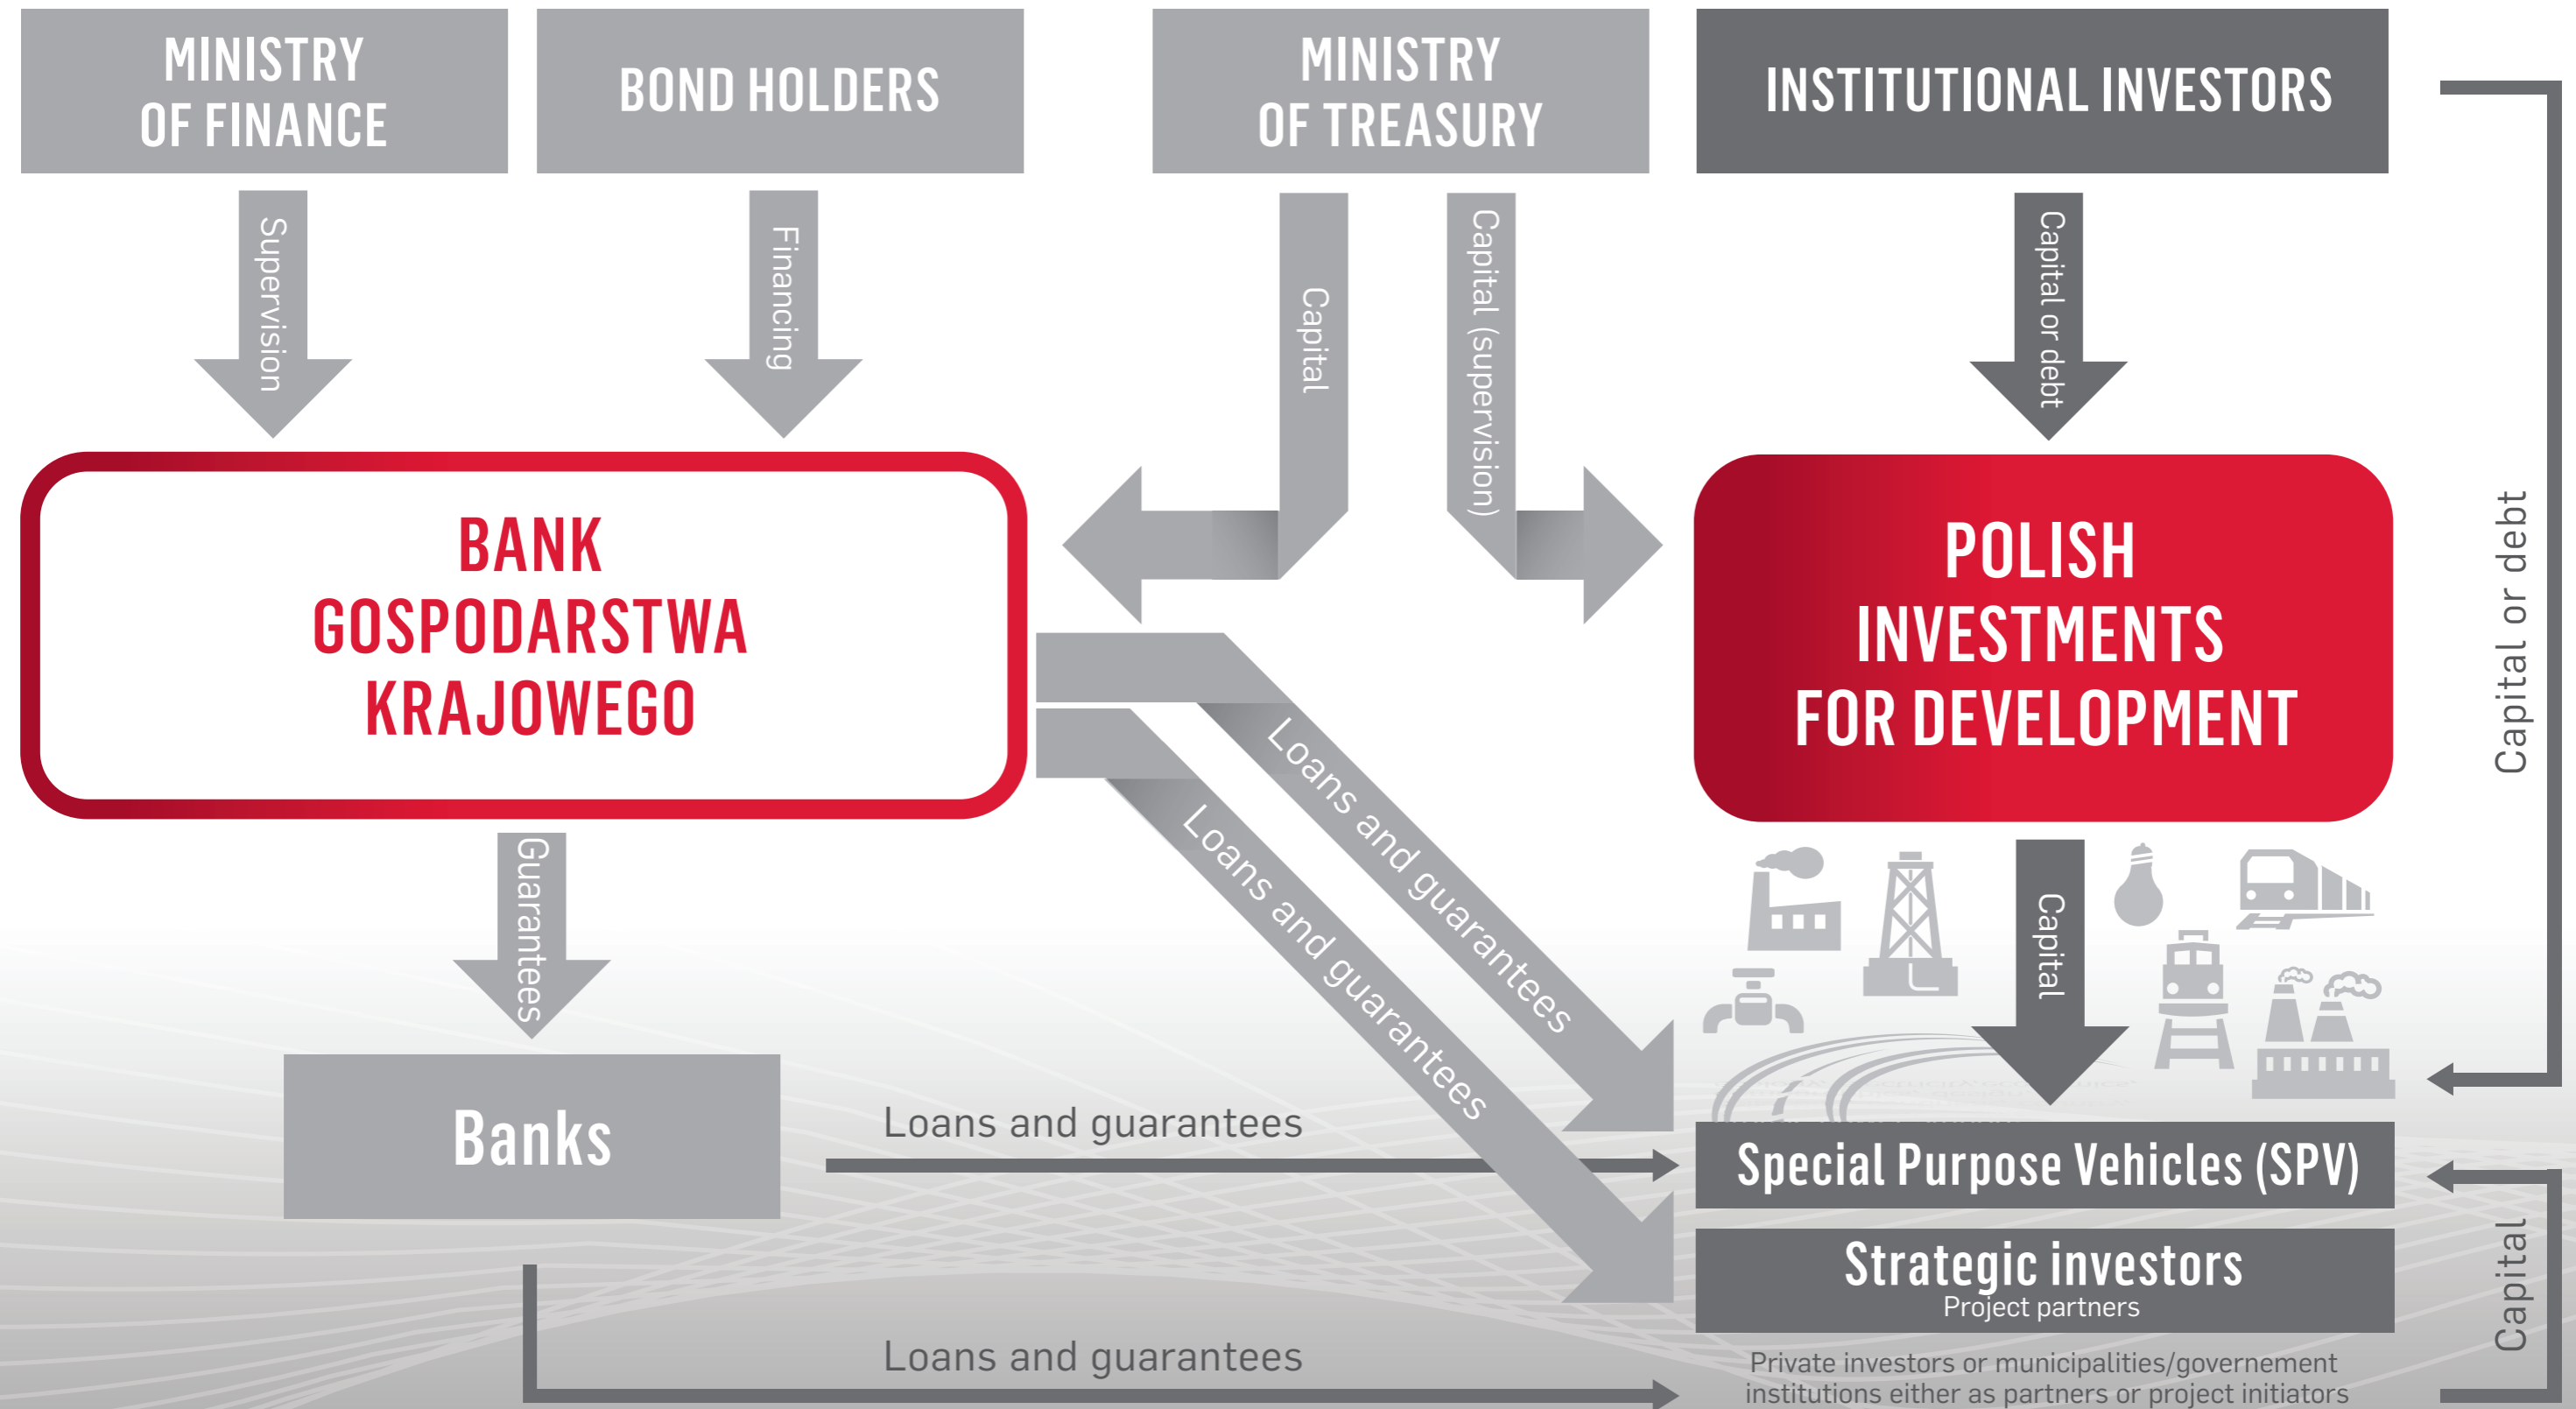 MINISTRY
OF FINANCE
BOND HOLDERS
MINISTRY
OF TREASURY
INSTITUTIONAL INVESTORS
Supervision
Financing
Capital
Capital (supervision)
Capital or debt
Capital or debt
BANK
GOSPODARSTWA
KRAJOWEGO
POLISH
INVESTMENTS
FOR DEVELOPMENT
Guarantees
Loans and guarantees
Loans and guarantees
Capital
Banks
Loans and guarantees
Special Purpose Vehicles (SPV)
Strategic investors
Project partners
Capital
Loans and guarantees
Private investors or municipalities/governement
institutions either as partners or project initiators